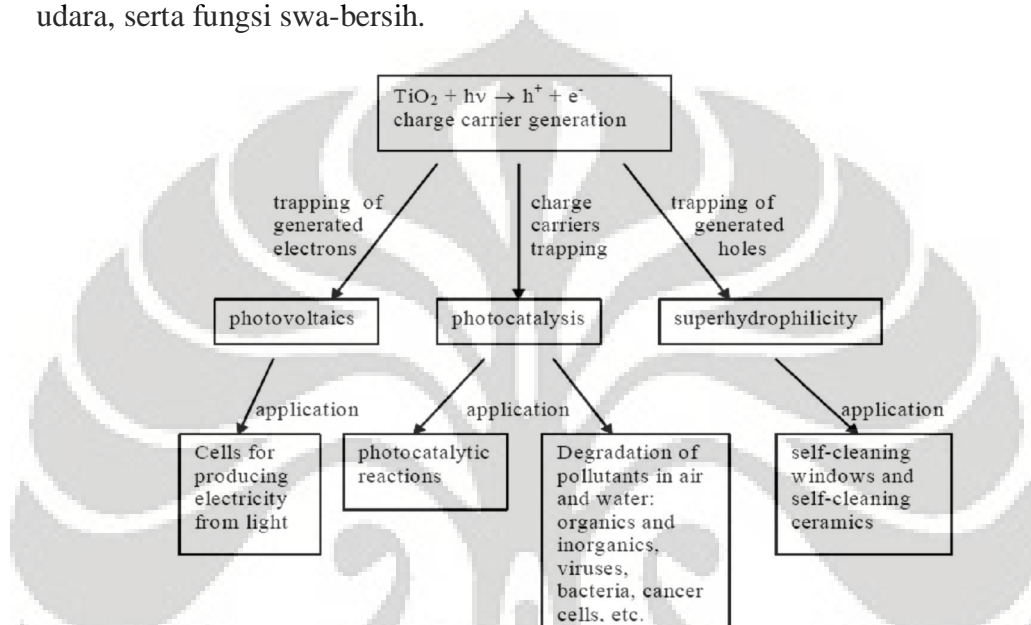 udara, serta fungsi swa-bersih.
TiO₂ + hν → h⁺ + e⁻
charge carrier generation
trapping of
generated
electrons
charge
carriers
trapping
trapping of
generated
holes
photovoltaics
photocatalysis
superhydrophilicity
application
application
application
Cells for
producing
electricity
from light
photocatalytic
reactions
Degradation of
pollutants in air
and water:
organics and
inorganics,
viruses,
bacteria, cancer
cells, etc.
self-cleaning
windows and
self-cleaning
ceramics